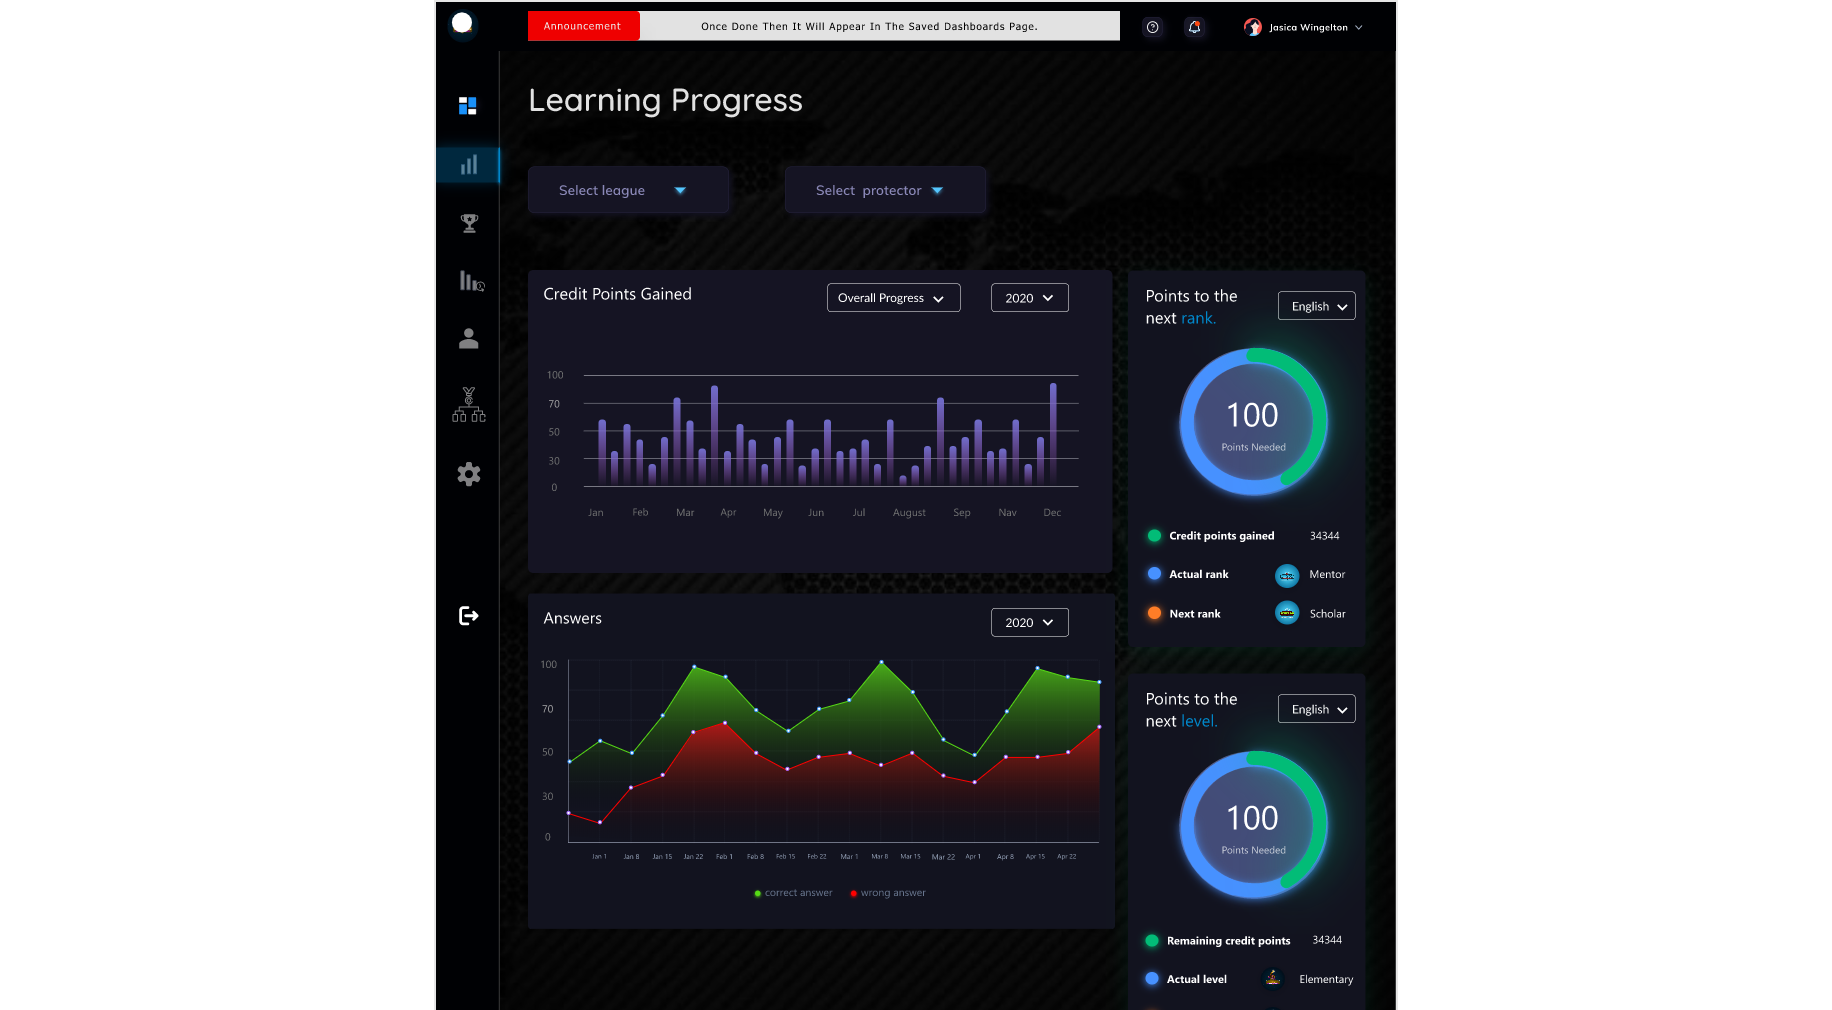 Announcement
Once Done Then It Will Appear In The Saved Dashboards Page.
Jasica Wingelton
Learning Progress
Select league
Select protector
Credit Points Gained
Overall Progress
2020
100
70
50
30
0
Jan Feb Mar Apr May Jun Jul August Sep Nav Dec
Points to the
next rank.
English
100
Points Needed
Credit points gained 34344
Actual rank Mentor
Next rank Scholar
Answers
2020
100
70
50
30
0
Jan 1 Jan 8 Jan 15 Jan 22 Feb 1 Feb 8 Feb 15 Feb 22 Mar 1 Mar 8 Mar 15 Mar 22 Apr 1 Apr 8 Apr 15 Apr 22
correct answer wrong answer
Points to the
next level.
English
100
Points Needed
Remaining credit points 34344
Actual level Elementary